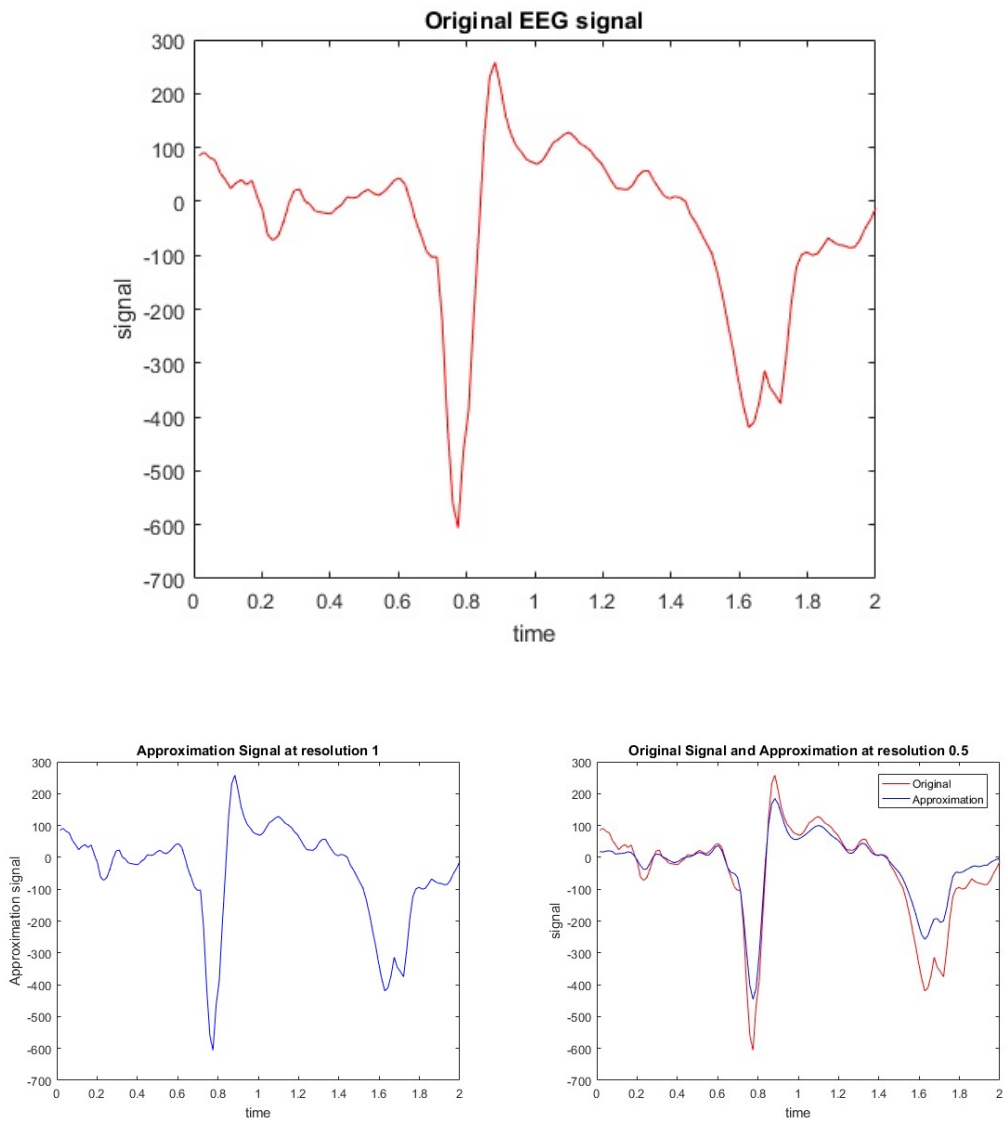 Original EEG signal
300
200
100
0
-100
-200
-300
-400
-500
-600
-700
signal
0 0.2 0.4 0.6 0.8 1 1.2 1.4 1.6 1.8 2
time
Approximation Signal at resolution 1
300
200
100
0
-100
-200
-300
-400
-500
-600
-700
Approximation signal
0 0.2 0.4 0.6 0.8 1 1.2 1.4 1.6 1.8 2
time
Original Signal and Approximation at resolution 0.5
Original
Approximation
300
200
100
0
-100
-200
-300
-400
-500
-600
-700
signal
0 0.2 0.4 0.6 0.8 1 1.2 1.4 1.6 1.8 2
time